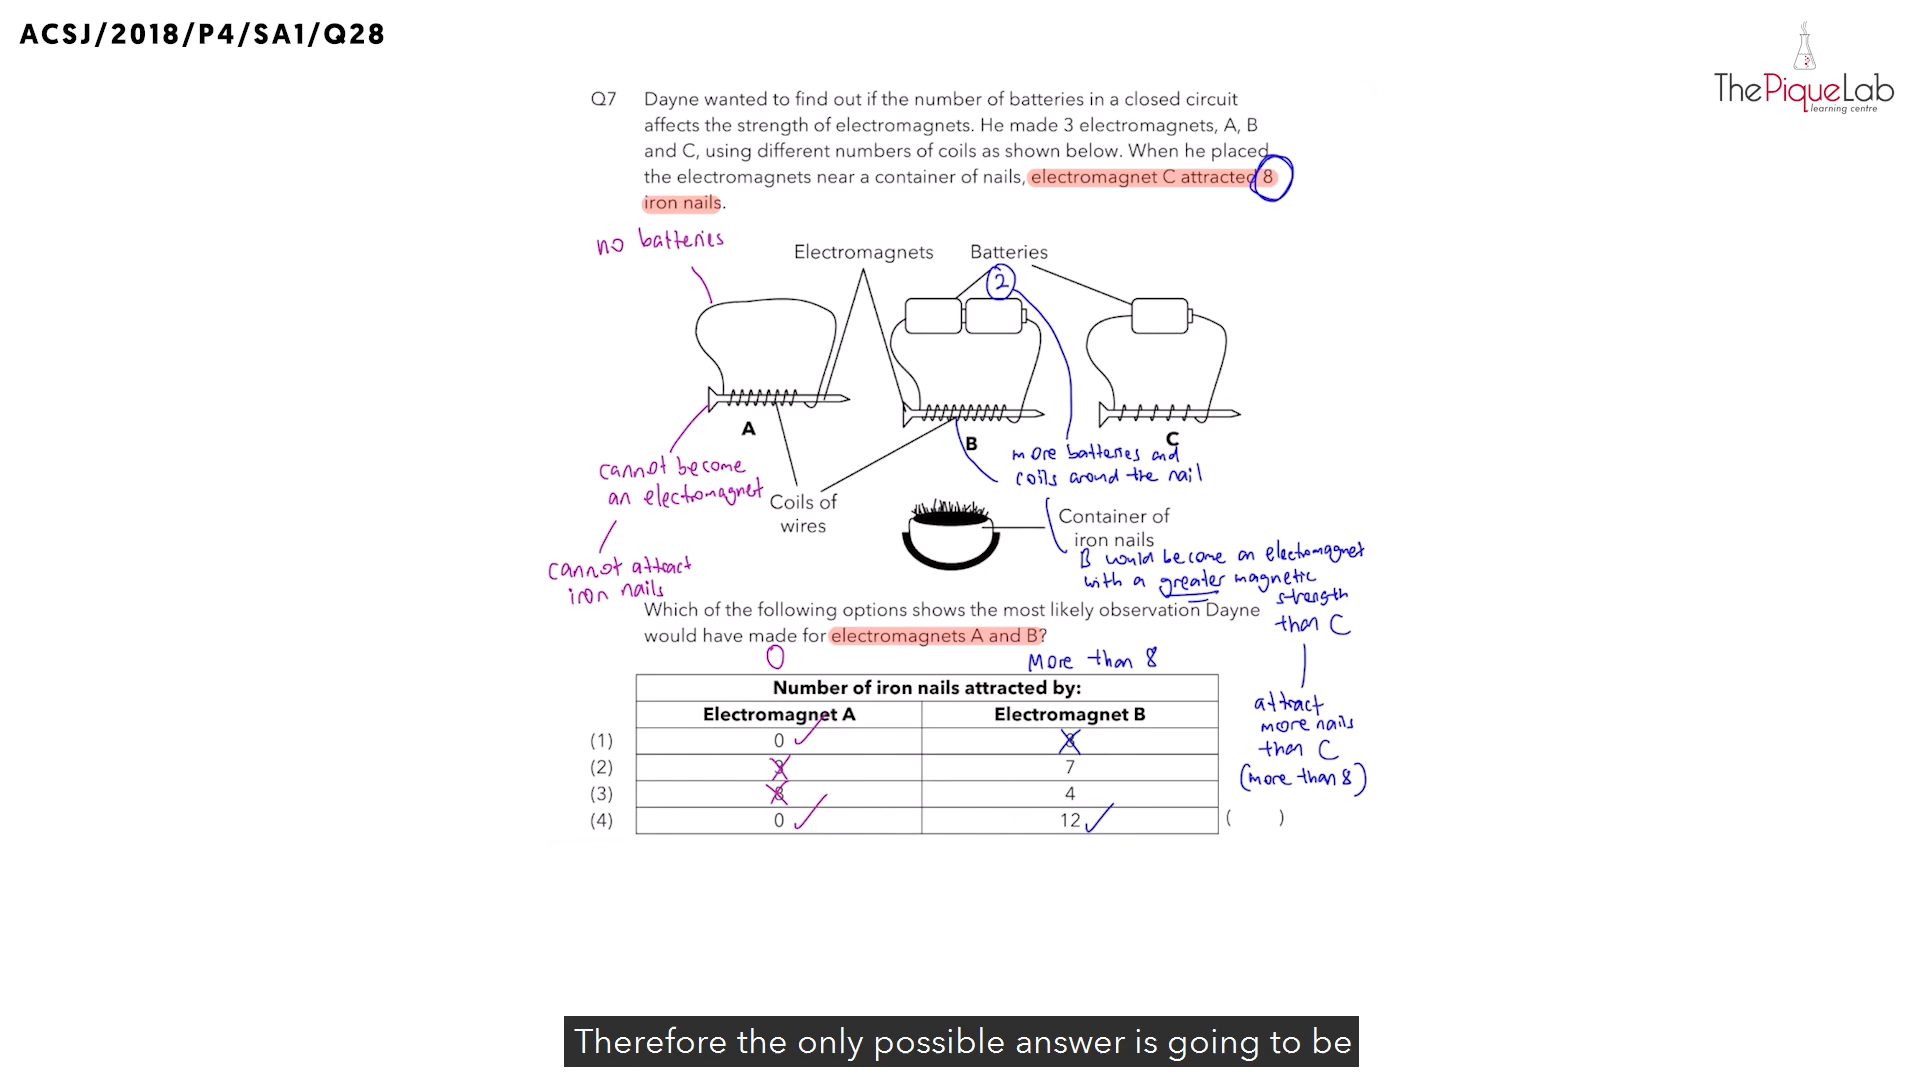 ACSJ/2018/P4/SA1/Q28
ThePiqueLab
learning centre
Q7 Dayne wanted to find out if the number of batteries in a closed circuit
affects the strength of electromagnets. He made 3 electromagnets, A, B
and C, using different numbers of coils as shown below. When he placed
the electromagnets near a container of nails, electromagnet C attracted 8
iron nails.
no batteries
Electromagnets Batteries
2
A
B
C
more batteries and
coils around the nail
cannot become
an electromagnet
Coils of
wires
Container of
iron nails
B would become an electromagnet
with a greater magnetic
strength
than C
cannot attract
iron nails
Which of the following options shows the most likely observation Dayne
would have made for electromagnets A and B?
0 More than 8
Number of iron nails attracted by:
Electromagnet A Electromagnet B
(1) 0 8
(2) 3 7
(3) 8 4
(4) 0 12 ( )
attract
more nails
than C
(more than 8)
Therefore the only possible answer is going to be